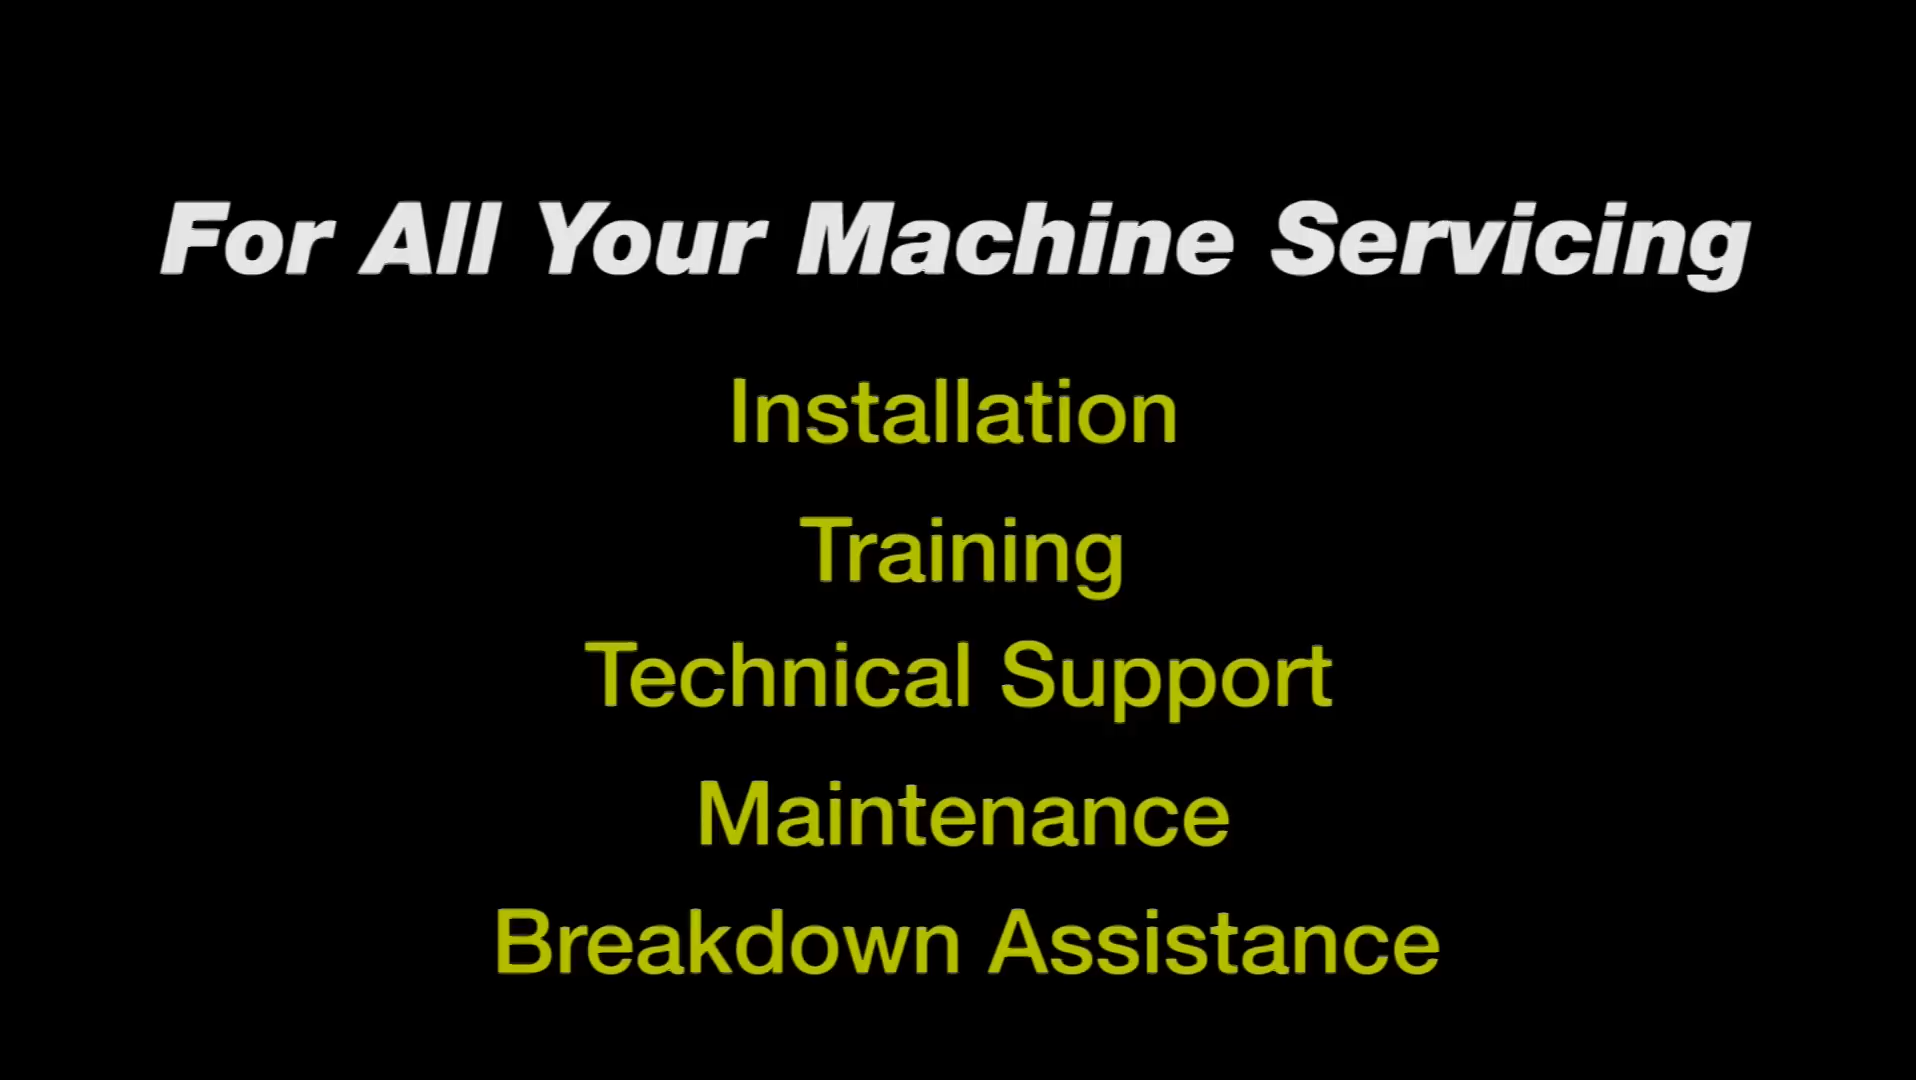 For All Your Machine Servicing
Installation
Training
Technical Support
Maintenance
Breakdown Assistance